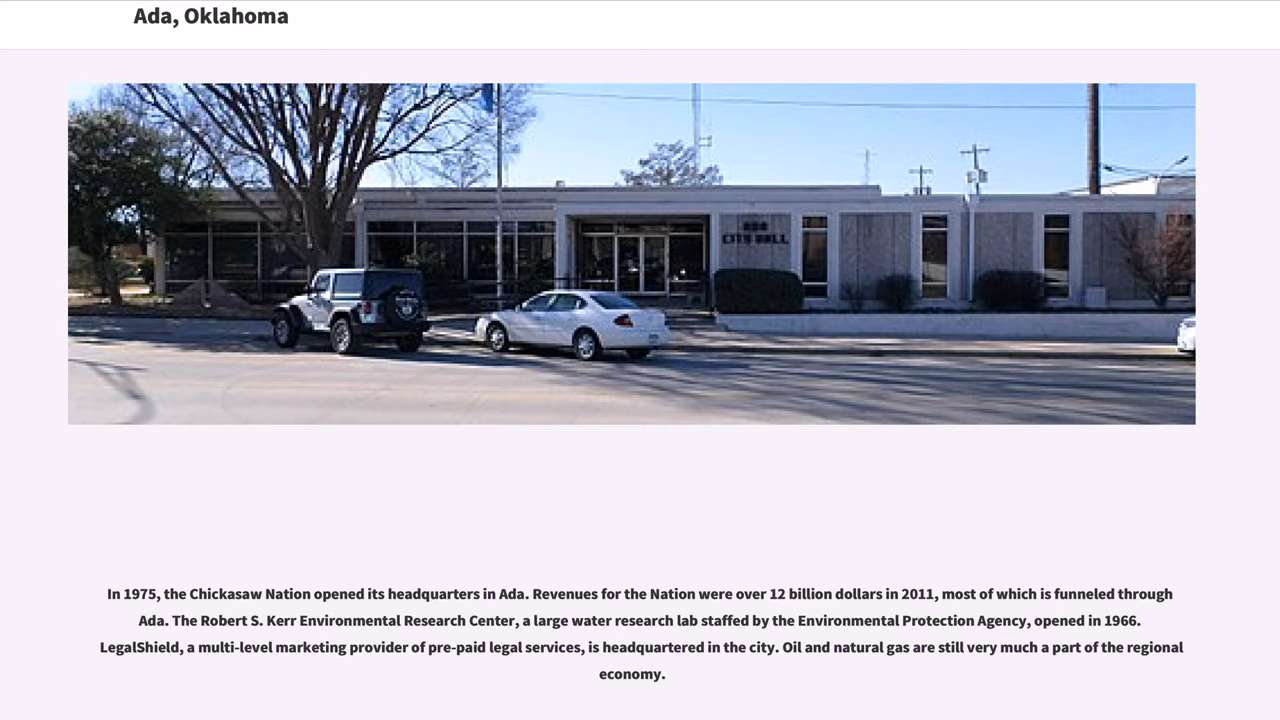 Ada, Oklahoma
ADA
CITY HALL
In 1975, the Chickasaw Nation opened its headquarters in Ada. Revenues for the Nation were over 12 billion dollars in 2011, most of which is funneled through
Ada. The Robert S. Kerr Environmental Research Center, a large water research lab staffed by the Environmental Protection Agency, opened in 1966.
LegalShield, a multi-level marketing provider of pre-paid legal services, is headquartered in the city. Oil and natural gas are still very much a part of the regional
economy.